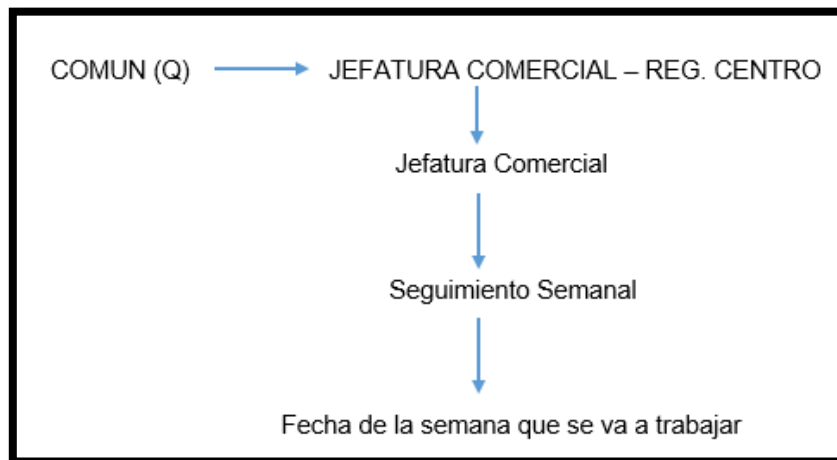 COMUN (Q) JEFATURA COMERCIAL – REG. CENTRO
Jefatura Comercial
Seguimiento Semanal
Fecha de la semana que se va a trabajar